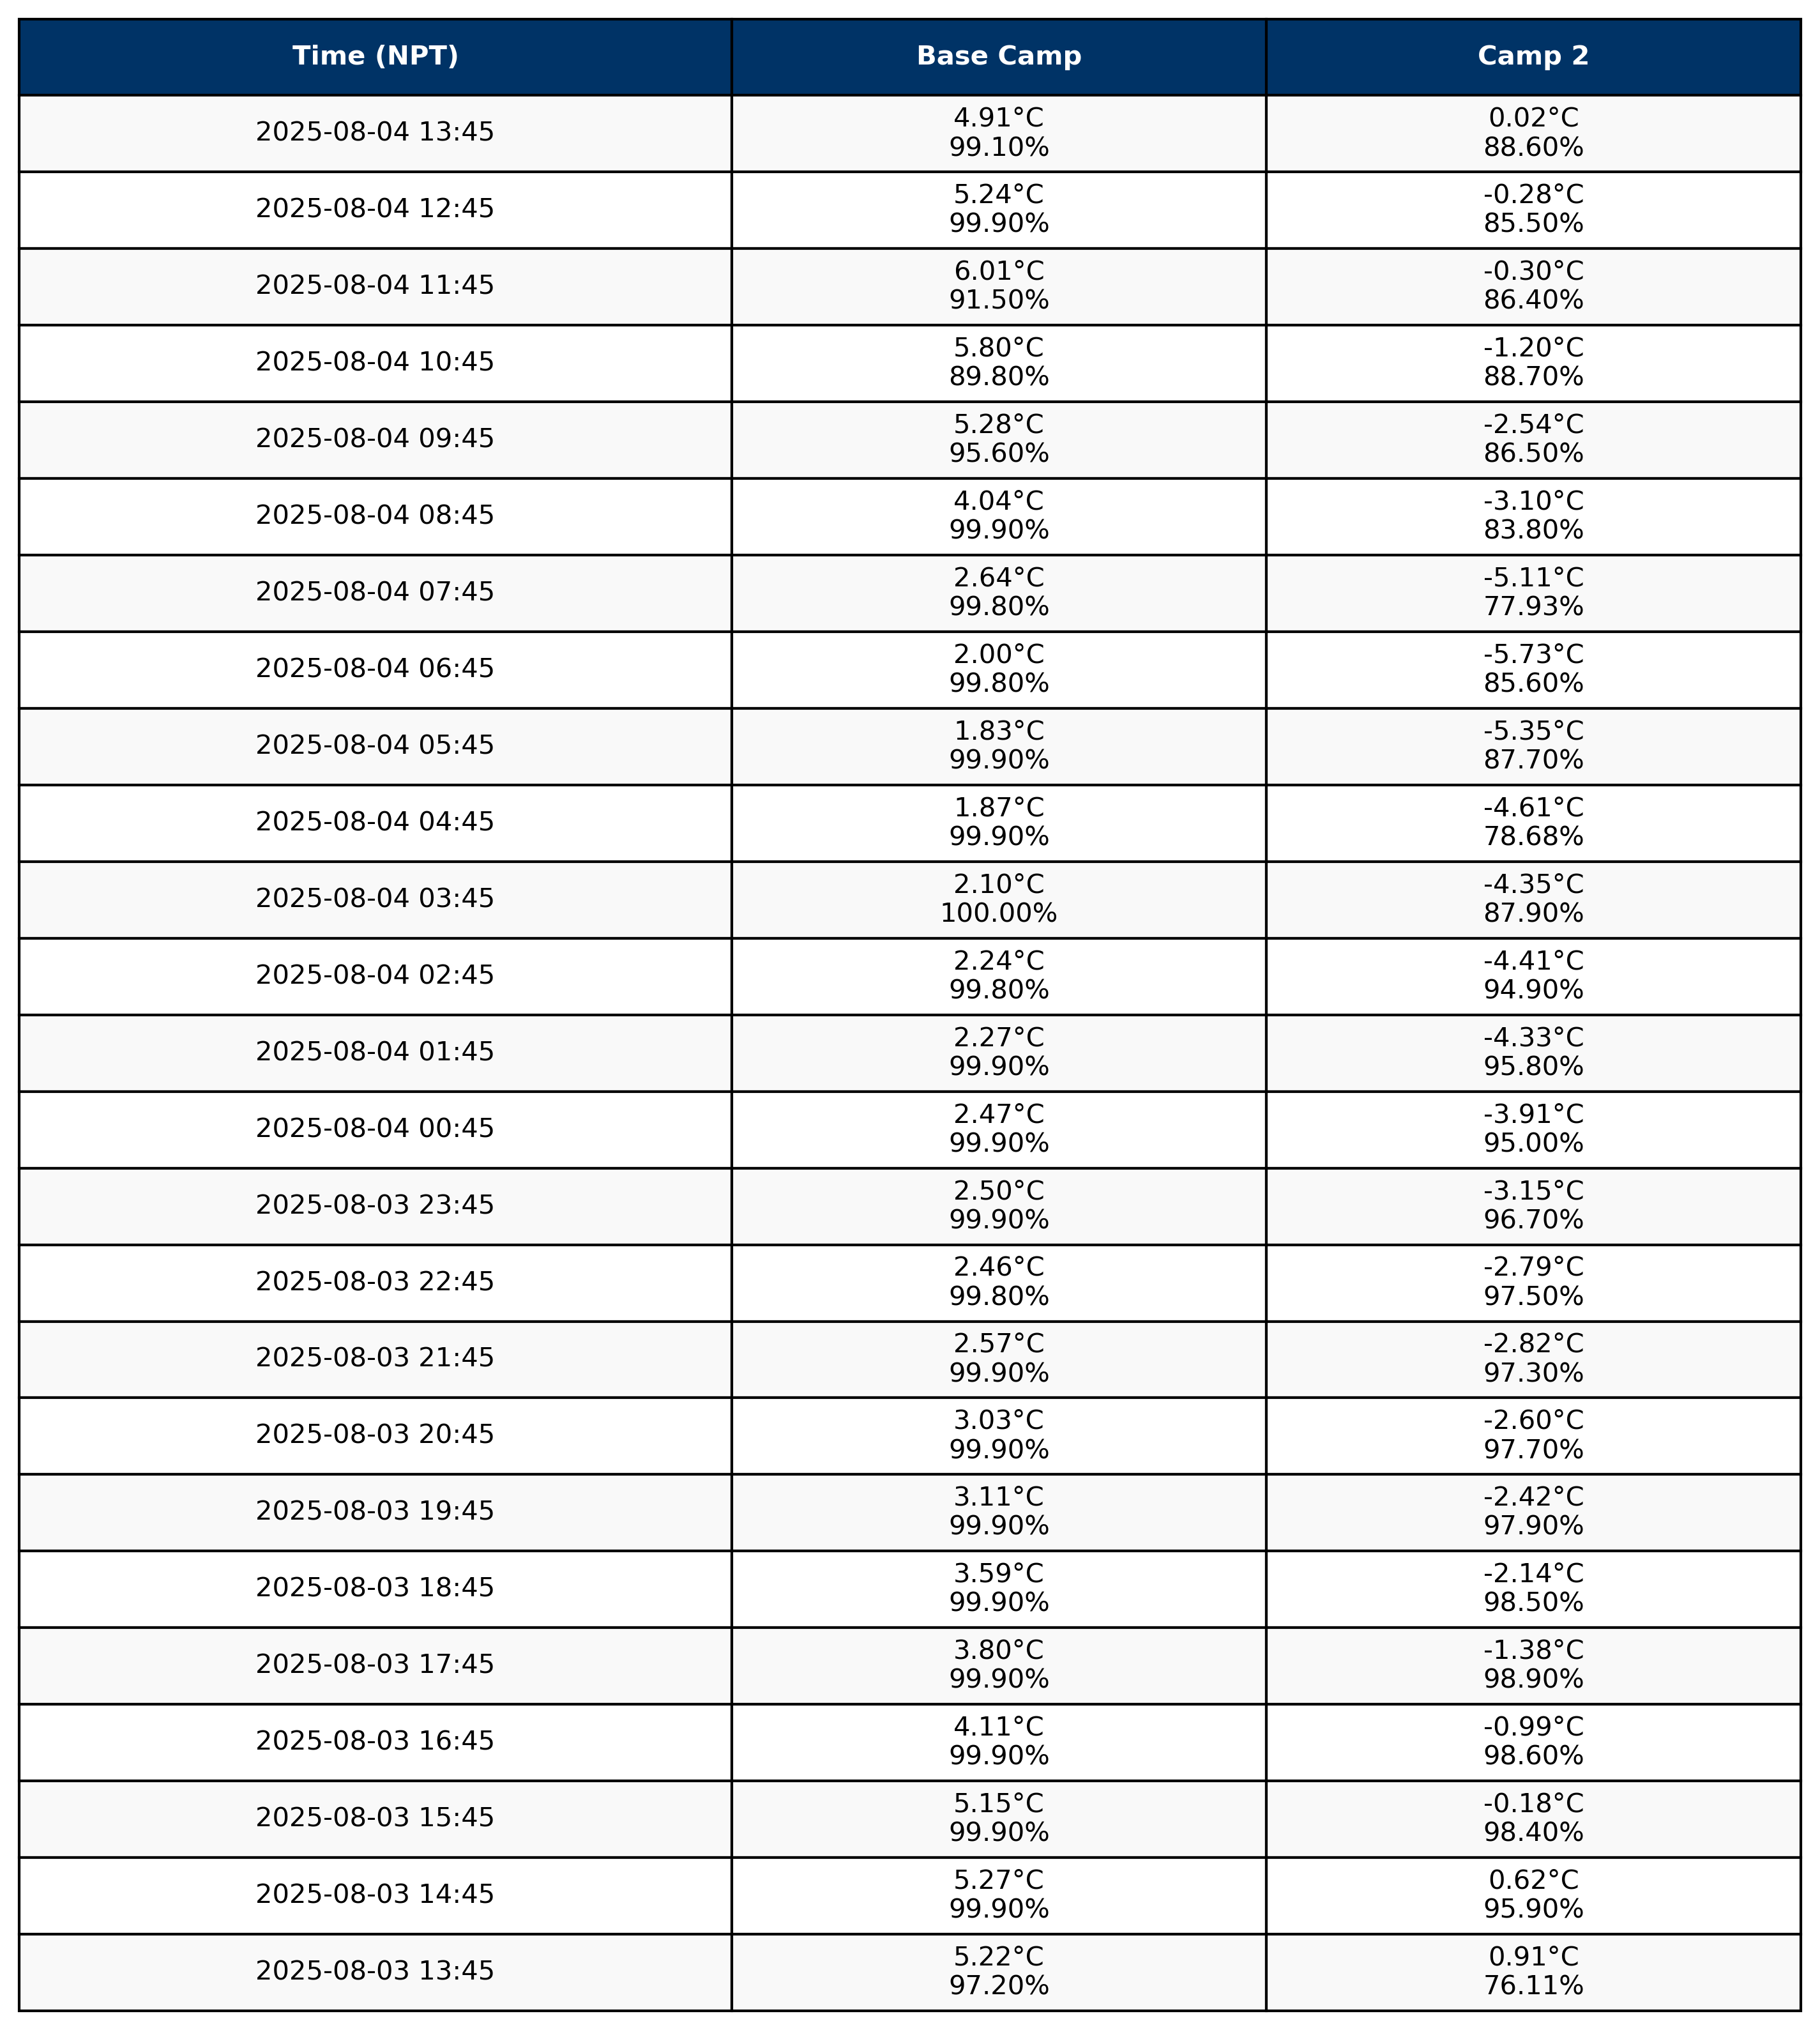 Time (NPT) Base Camp Camp 2
2025-08-04 13:45 4.91°C 0.02°C
99.10% 88.60%
2025-08-04 12:45 5.24°C -0.28°C
99.90% 85.50%
2025-08-04 11:45 6.01°C -0.30°C
91.50% 86.40%
2025-08-04 10:45 5.80°C -1.20°C
89.80% 88.70%
2025-08-04 09:45 5.28°C -2.54°C
95.60% 86.50%
2025-08-04 08:45 4.04°C -3.10°C
99.90% 83.80%
2025-08-04 07:45 2.64°C -5.11°C
99.80% 77.93%
2025-08-04 06:45 2.00°C -5.73°C
99.80% 85.60%
2025-08-04 05:45 1.83°C -5.35°C
99.90% 87.70%
2025-08-04 04:45 1.87°C -4.61°C
99.90% 78.68%
2025-08-04 03:45 2.10°C -4.35°C
100.00% 87.90%
2025-08-04 02:45 2.24°C -4.41°C
99.80% 94.90%
2025-08-04 01:45 2.27°C -4.33°C
99.90% 95.80%
2025-08-04 00:45 2.47°C -3.91°C
99.90% 95.00%
2025-08-03 23:45 2.50°C -3.15°C
99.90% 96.70%
2025-08-03 22:45 2.46°C -2.79°C
99.80% 97.50%
2025-08-03 21:45 2.57°C -2.82°C
99.90% 97.30%
2025-08-03 20:45 3.03°C -2.60°C
99.90% 97.70%
2025-08-03 19:45 3.11°C -2.42°C
99.90% 97.90%
2025-08-03 18:45 3.59°C -2.14°C
99.90% 98.50%
2025-08-03 17:45 3.80°C -1.38°C
99.90% 98.90%
2025-08-03 16:45 4.11°C -0.99°C
99.90% 98.60%
2025-08-03 15:45 5.15°C -0.18°C
99.90% 98.40%
2025-08-03 14:45 5.27°C 0.62°C
99.90% 95.90%
2025-08-03 13:45 5.22°C 0.91°C
97.20% 76.11%